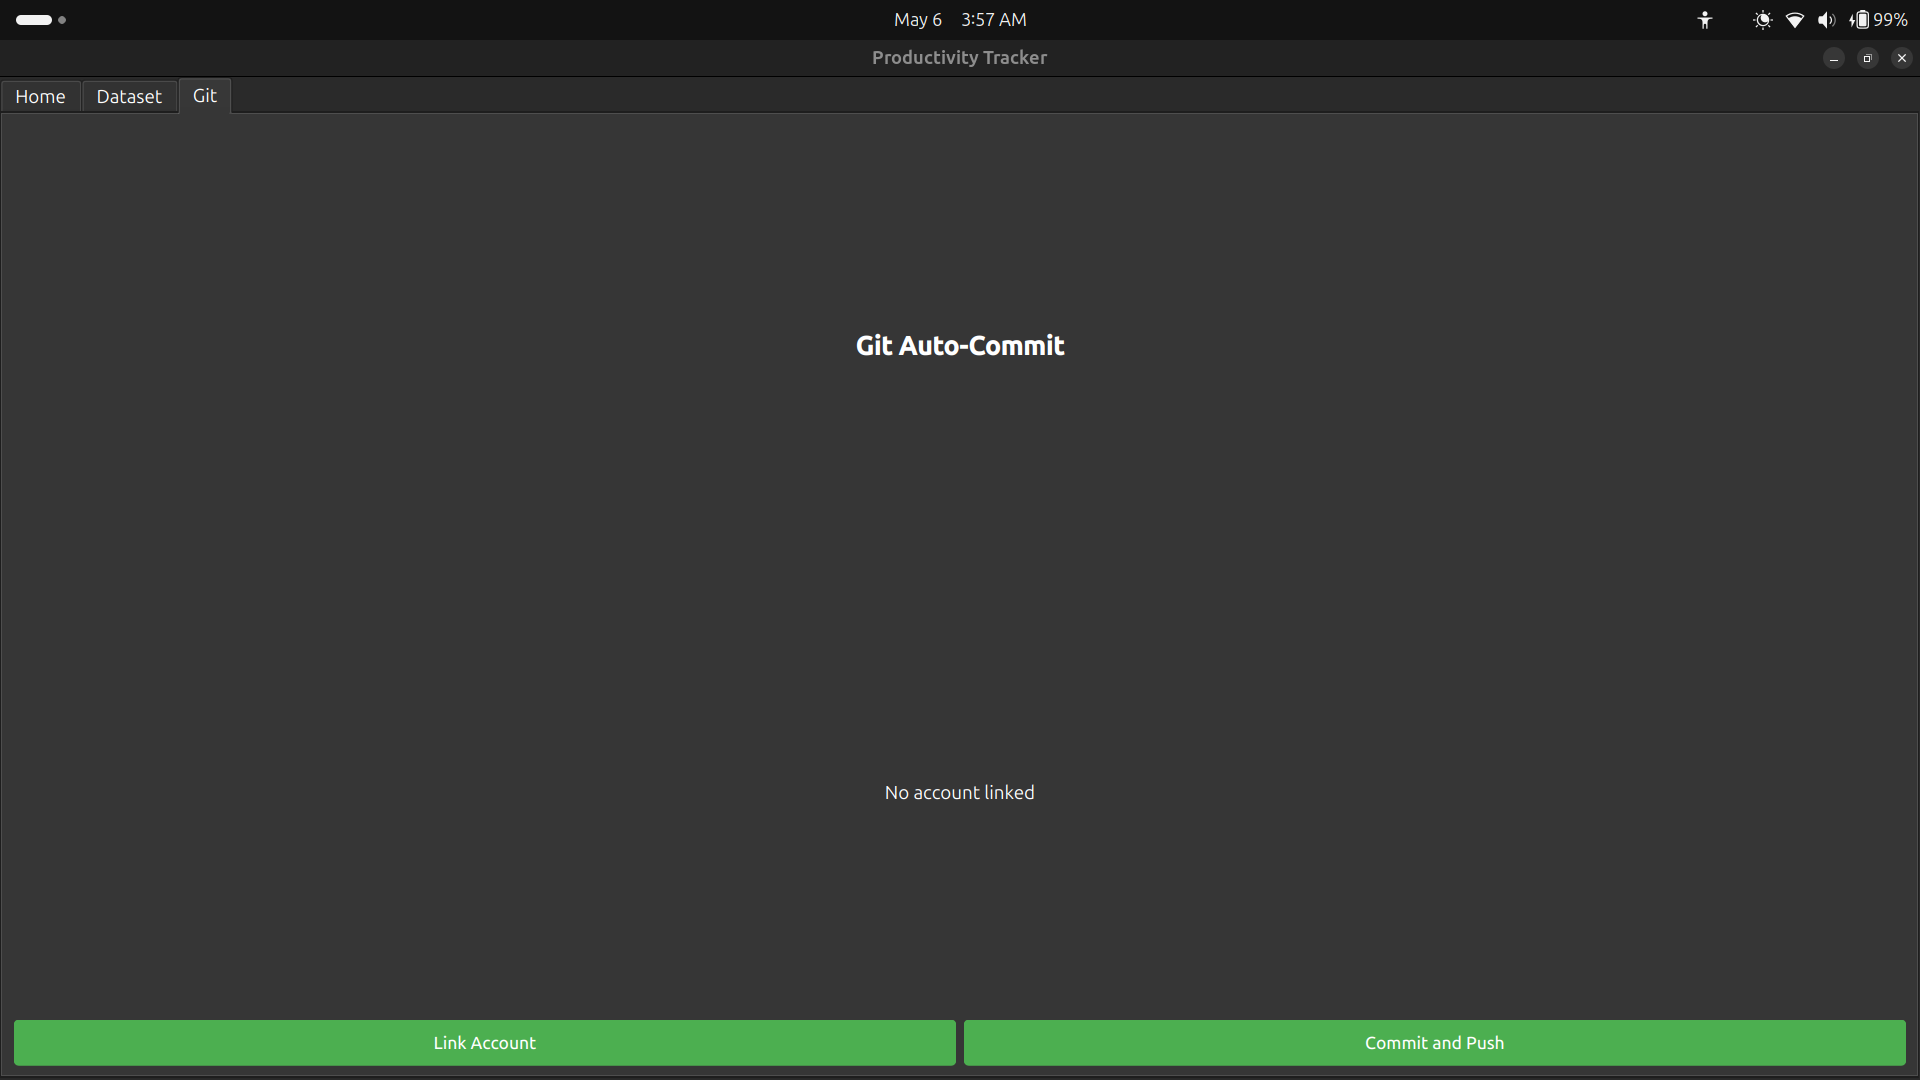 May 6 3:57 AM
99%
Productivity Tracker
Home Dataset Git
Git Auto-Commit
No account linked
Link Account Commit and Push